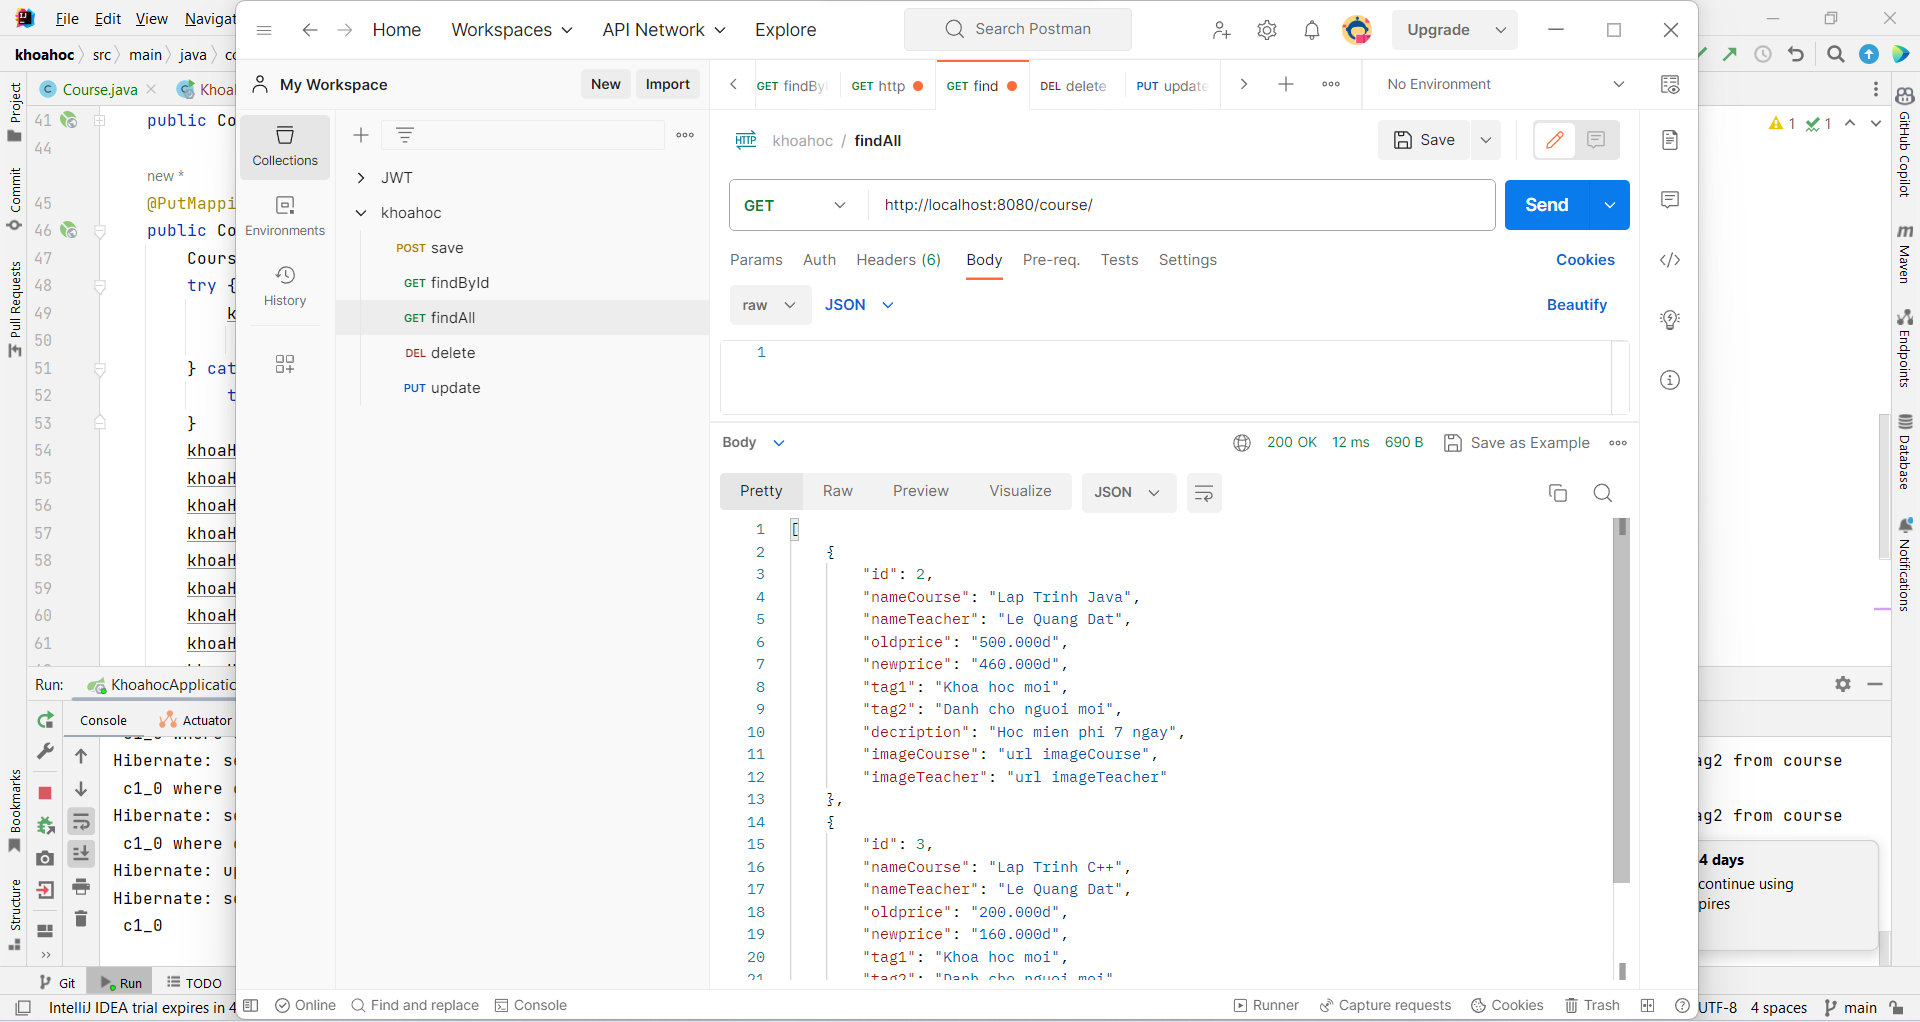 File Edit View Navigat
khoahoc src main java co
Course.java Khoal
Project
Commit
Pull Requests
Bookmarks
Structure
41 public Co
44
new *
45 @PutMappi
46 public Co
47 Cours
48 try {
49 k
50
51 } cat
52 t
53 }
54 khoaH
55 khoaH
56 khoaH
57 khoaH
58 khoaH
59 khoaH
60 khoaH
61 khoaH
Run: KhoahocApplicatio
Console Actuator
Hibernate: se
c1_0 where c
Hibernate: se
c1_0 where c
Hibernate: up
Hibernate: se
c1_0
Git Run TODO
IntelliJ IDEA trial expires in 4
Home Workspaces API Network Explore Search Postman Upgrade
My Workspace New Import
GET findByI GET http GET find DEL delete PUT update No Environment
Collections
Environments
History
JWT
khoahoc
POST save
GET findById
GET findAll
DEL delete
PUT update
HTTP khoahoc / findAll Save
GET http://localhost:8080/course/ Send
Params Auth Headers (6) Body Pre-req. Tests Settings Cookies
raw JSON Beautify
1
Body 200 OK 12 ms 690 B Save as Example
Pretty Raw Preview Visualize JSON
1 [
2 {
3 "id": 2,
4 "nameCourse": "Lap Trinh Java",
5 "nameTeacher": "Le Quang Dat",
6 "oldprice": "500.000d",
7 "newprice": "460.000d",
8 "tag1": "Khoa hoc moi",
9 "tag2": "Danh cho nguoi moi",
10 "decription": "Hoc mien phi 7 ngay",
11 "imageCourse": "url imageCourse",
12 "imageTeacher": "url imageTeacher"
13 },
14 {
15 "id": 3,
16 "nameCourse": "Lap Trinh C++",
17 "nameTeacher": "Le Quang Dat",
18 "oldprice": "200.000d",
19 "newprice": "160.000d",
20 "tag1": "Khoa hoc moi",
21 "tag2": "Danh cho nguoi moi"
Online Find and replace Console Runner Capture requests Cookies Trash
1 1
GitHub Copilot
Maven
Endpoints
Database
Notifications
ag2 from course
ag2 from course
4 days
continue using
pires
UTF-8 4 spaces main